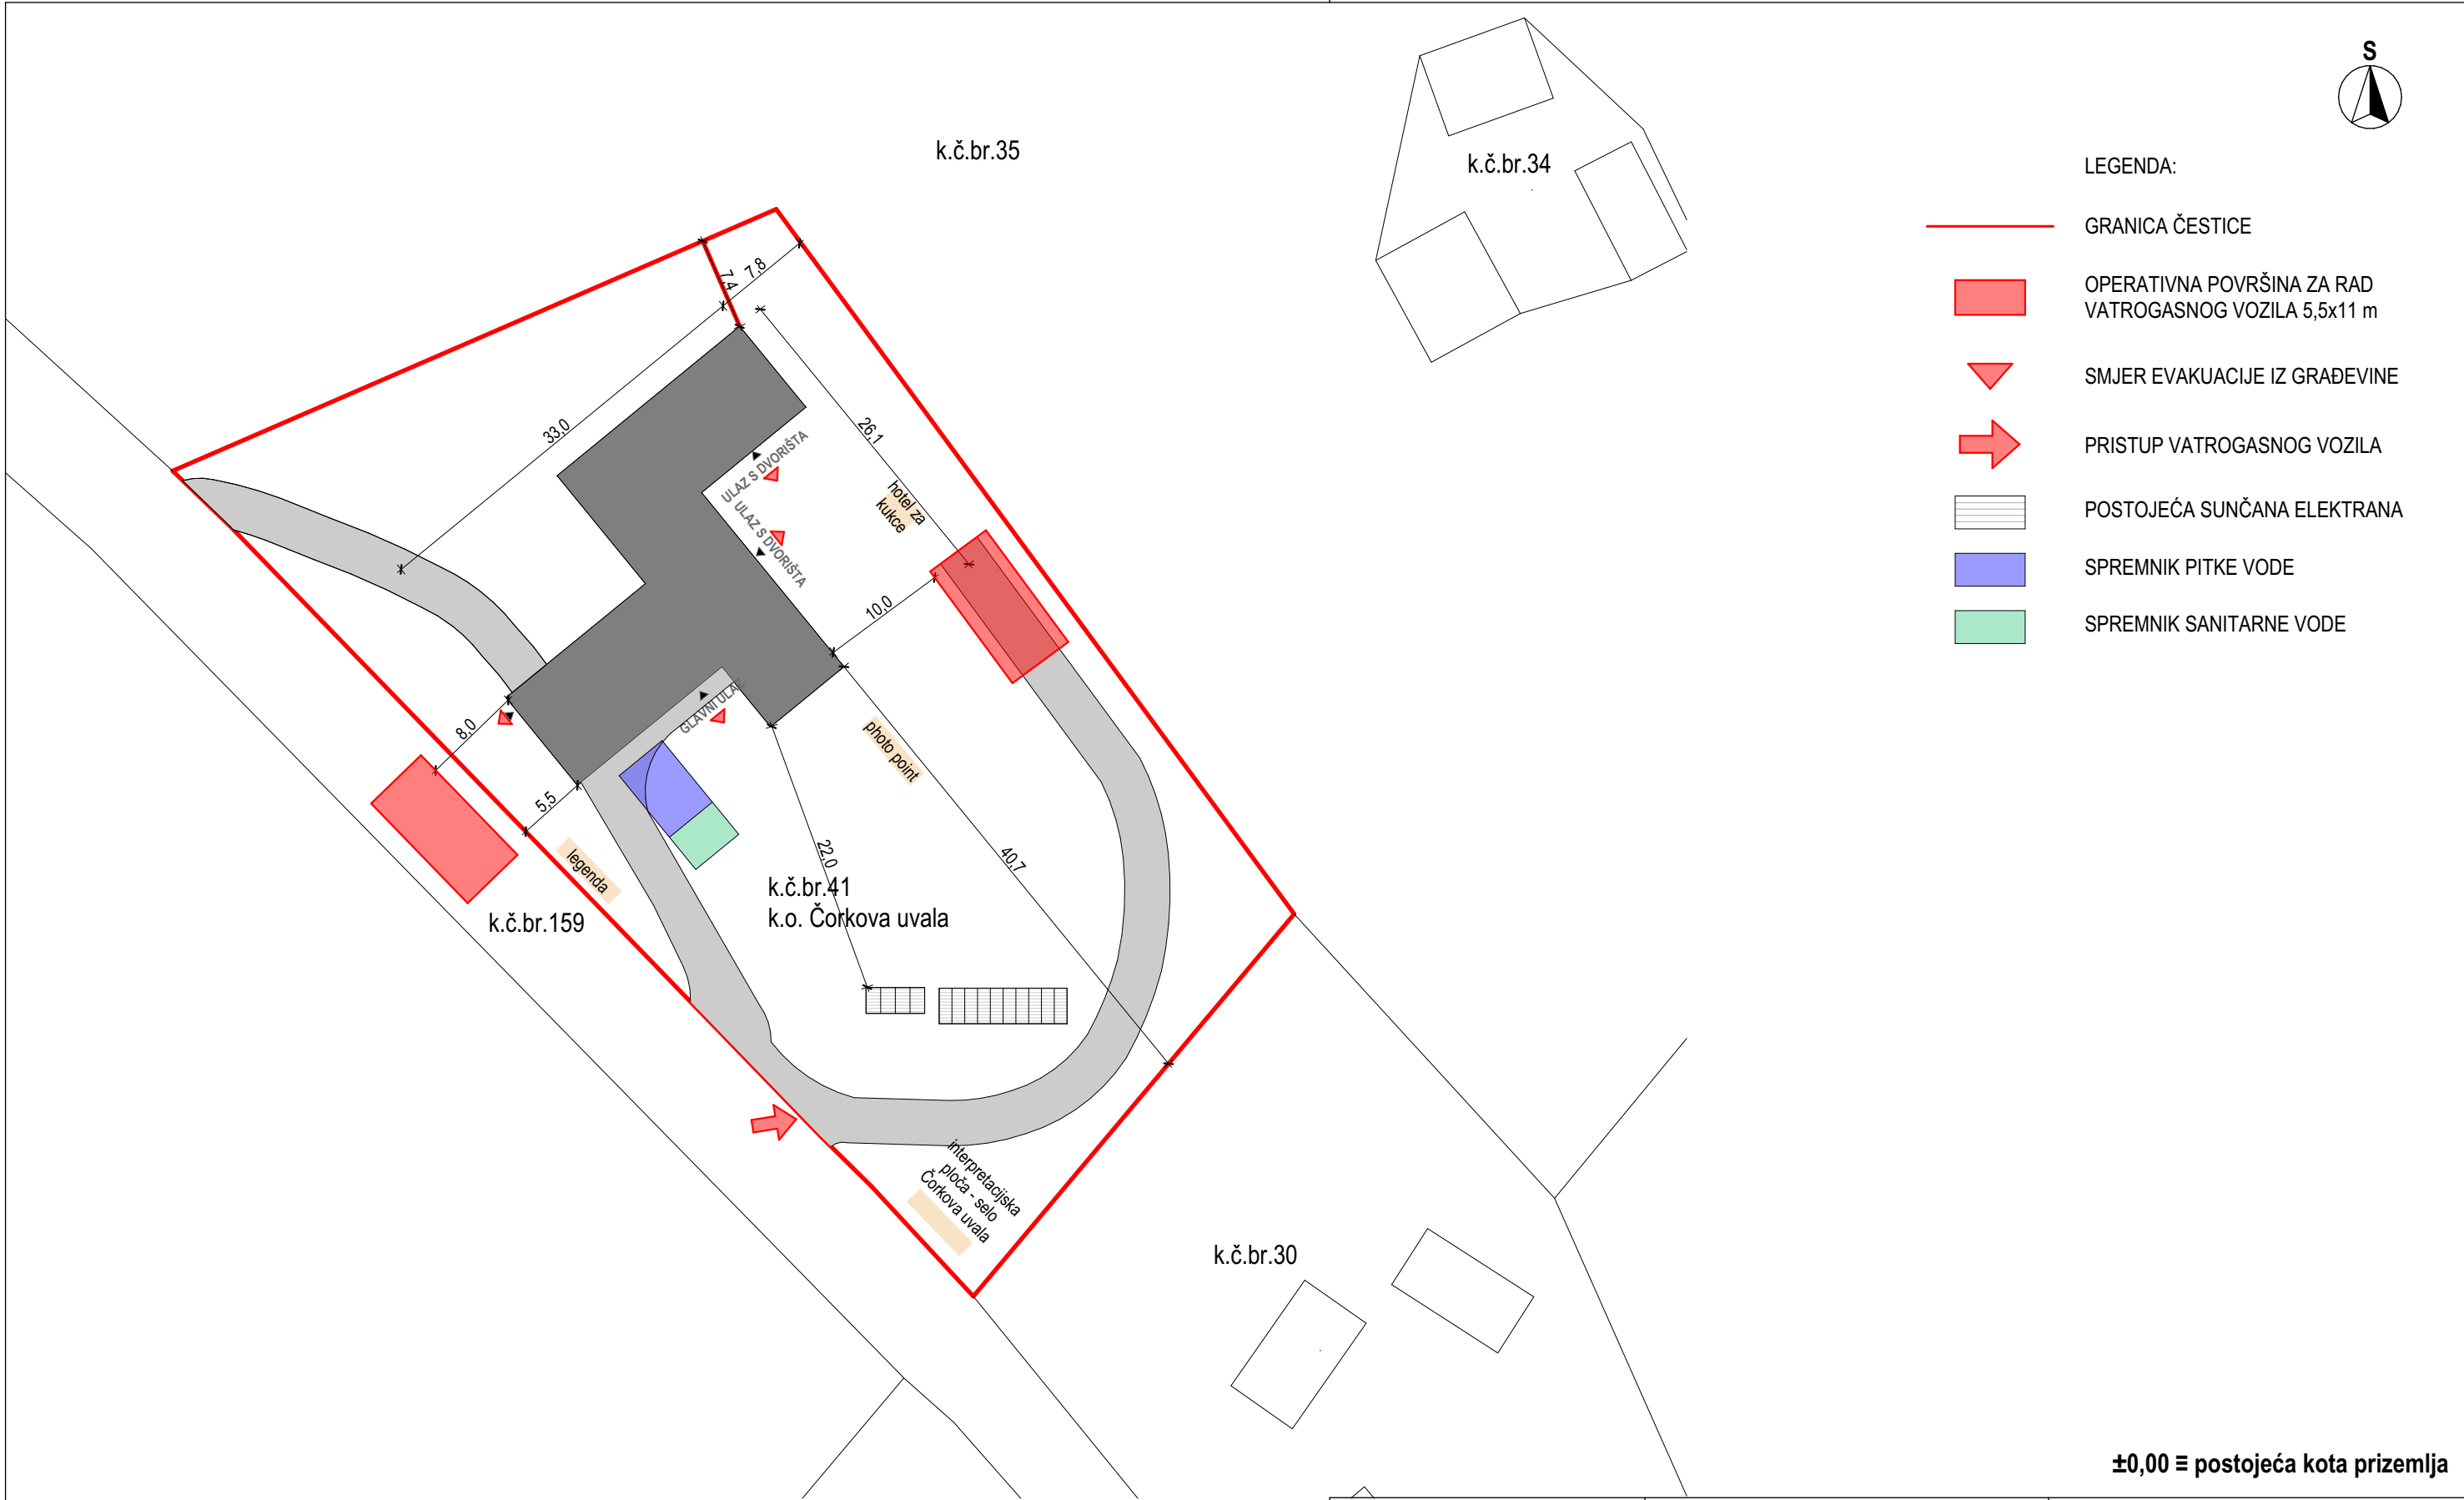 S
k.č.br.35
k.č.br.34
LEGENDA:
GRANICA ČESTICE
OPERATIVNA POVRŠINA ZA RAD
VATROGASNOG VOZILA 5,5x11 m
SMJER EVAKUACIJE IZ GRAĐEVINE
PRISTUP VATROGASNOG VOZILA
POSTOJEĆA SUNČANA ELEKTRANA
SPREMNIK PITKE VODE
SPREMNIK SANITARNE VODE
7,4
7,8
33,0
26,1
ULAZ S DVORIŠTA
ULAZ S DVORIŠTA
hotel za
kukce
10,0
GLAVNI ULAZ
8,0
photo point
5,5
legenda
22,0
40,7
k.č.br.41
k.o. Čorkova uvala
k.č.br.159
interpretacijska
ploča - selo
Čorkova uvala
k.č.br.30
±0,00 ≡ postojeća kota prizemlja